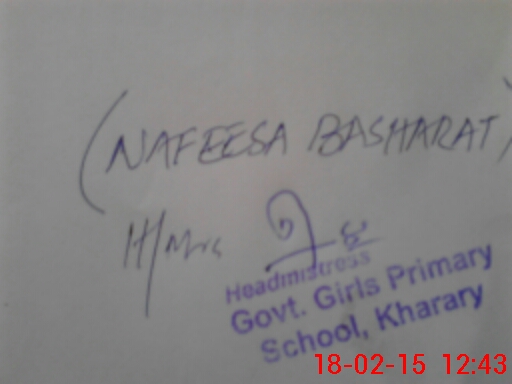 (NAFEESA BASHARAT)
H/Mrs
Headmistress
Govt. Girls Primary
School, Kharary
18-02-15 12:43